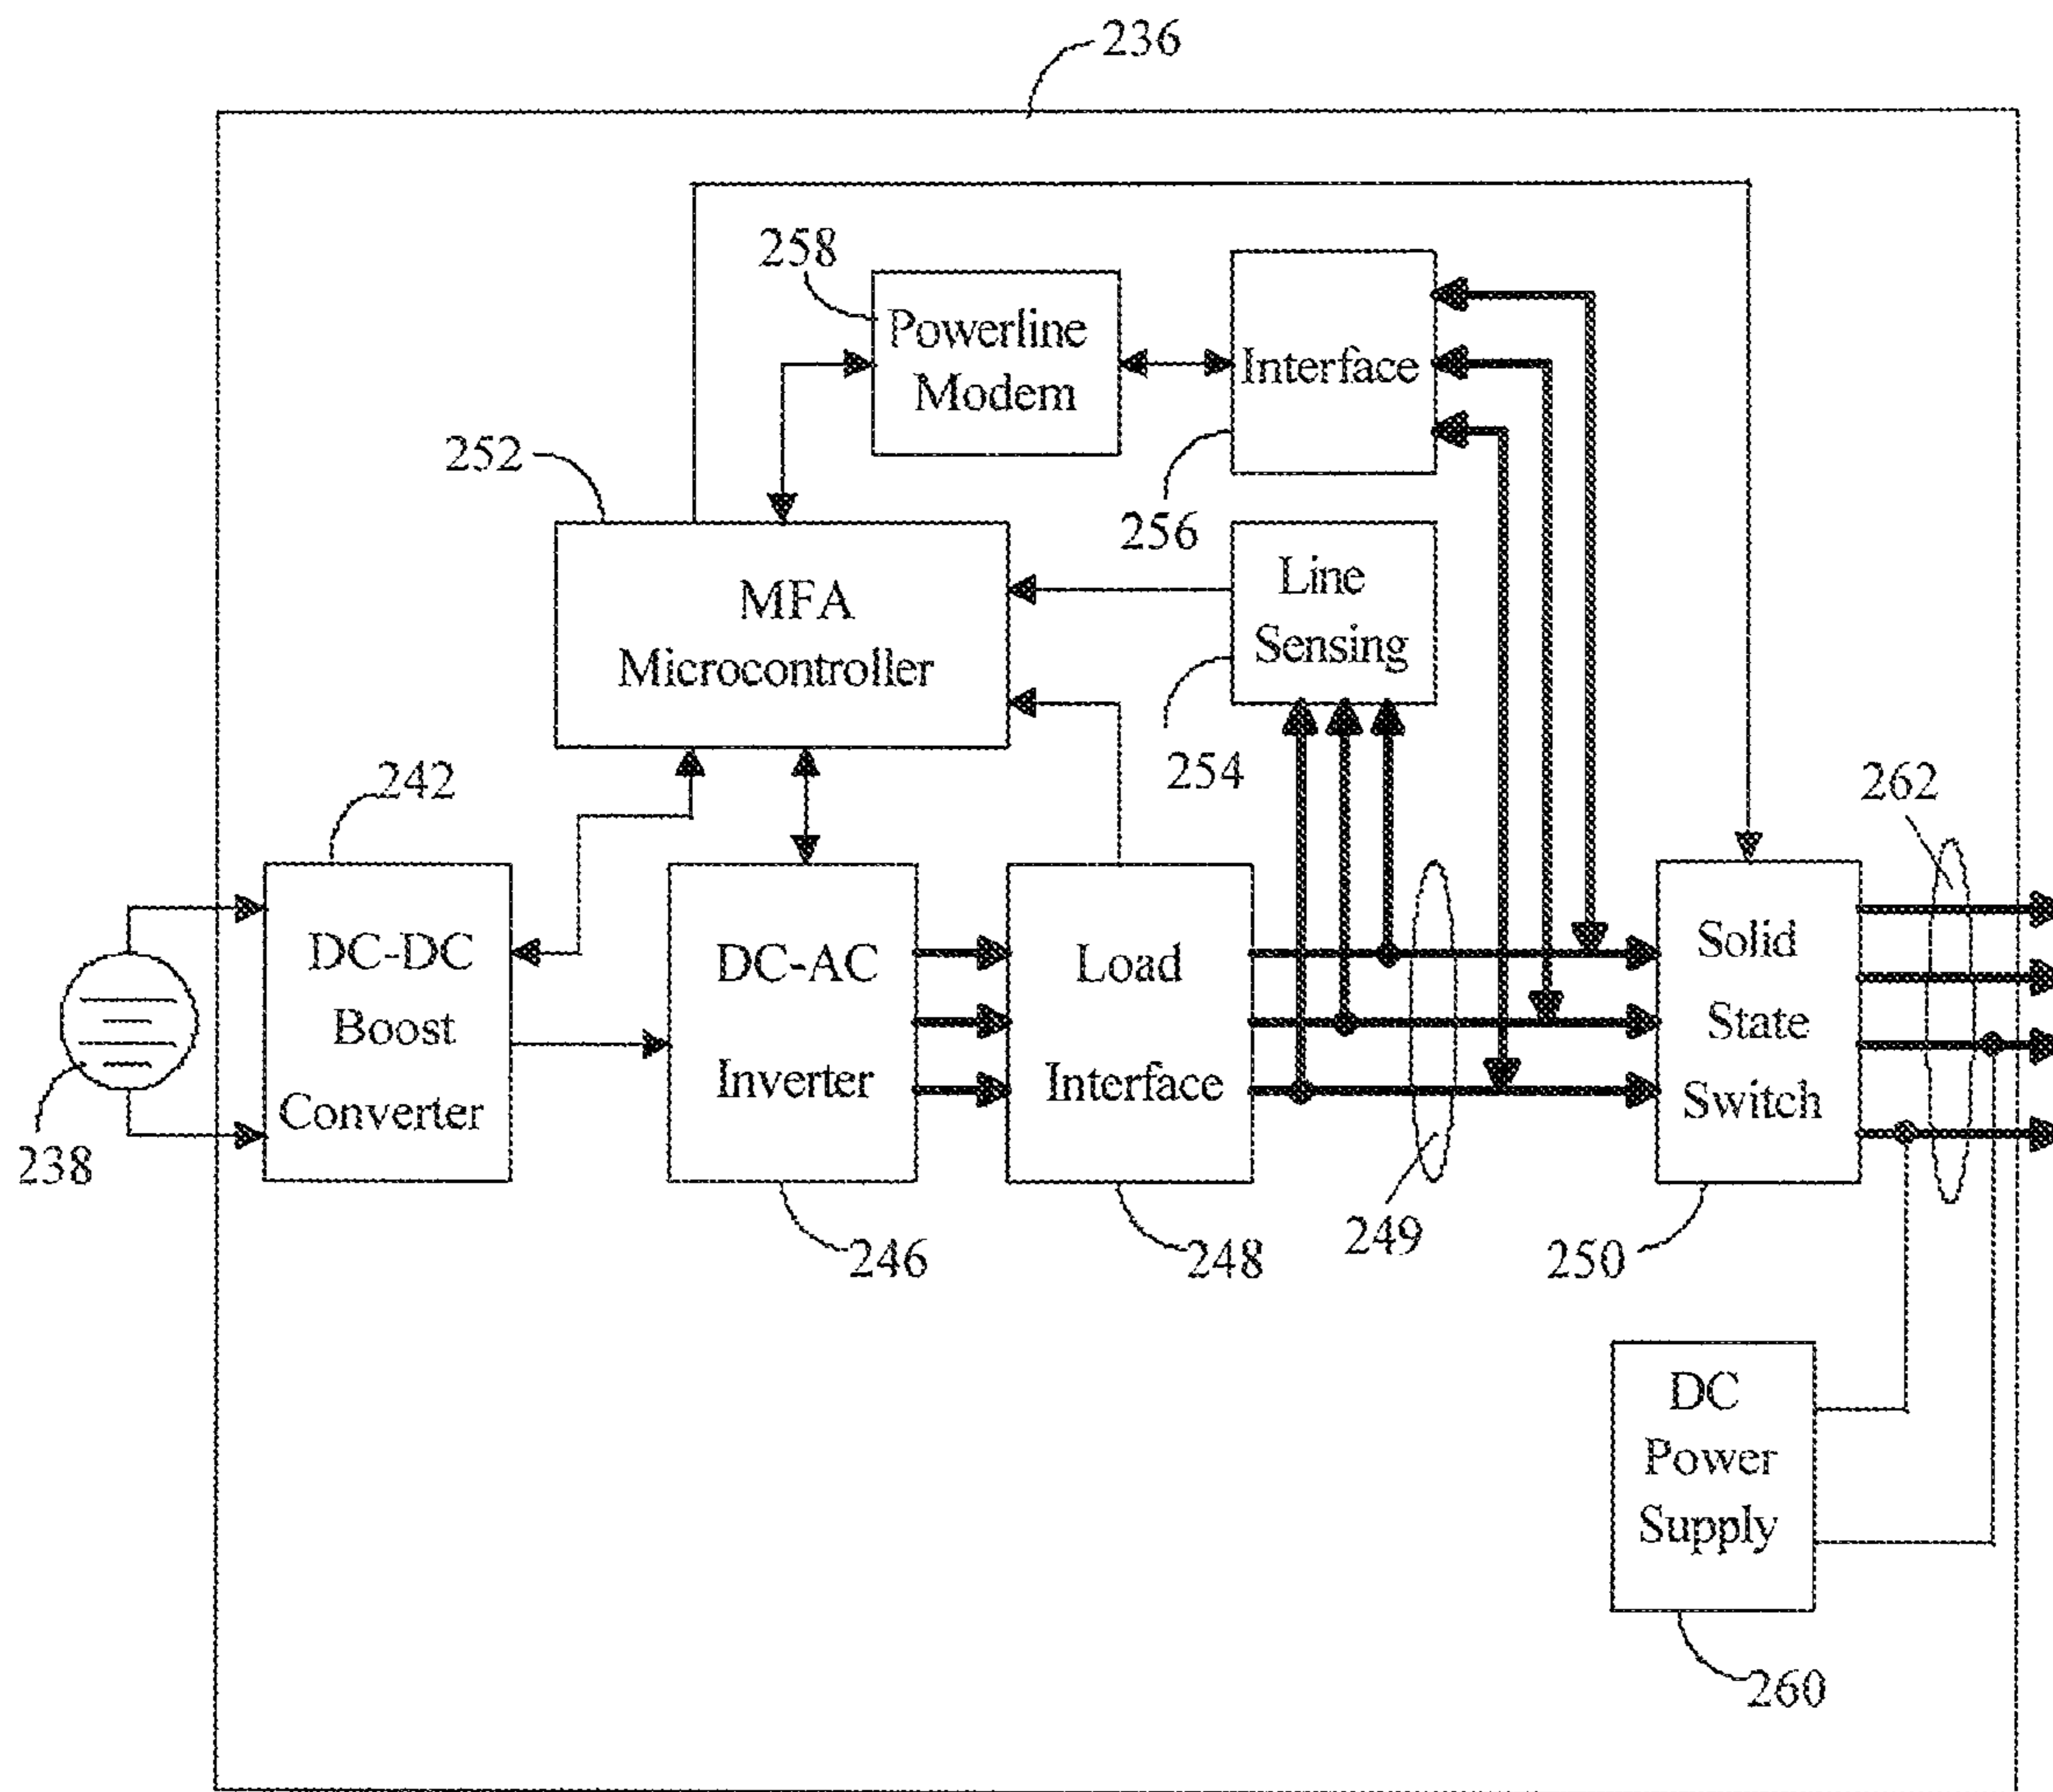 236
258
Powerline
Modem
Interface
252
256
MFA
Microcontroller
Line
Sensing
254
242
262
DC-DC
Boost
Converter
DC-AC
Inverter
Load
Interface
Solid
State
Switch
238
246
248
249
250
DC
Power
Supply
260